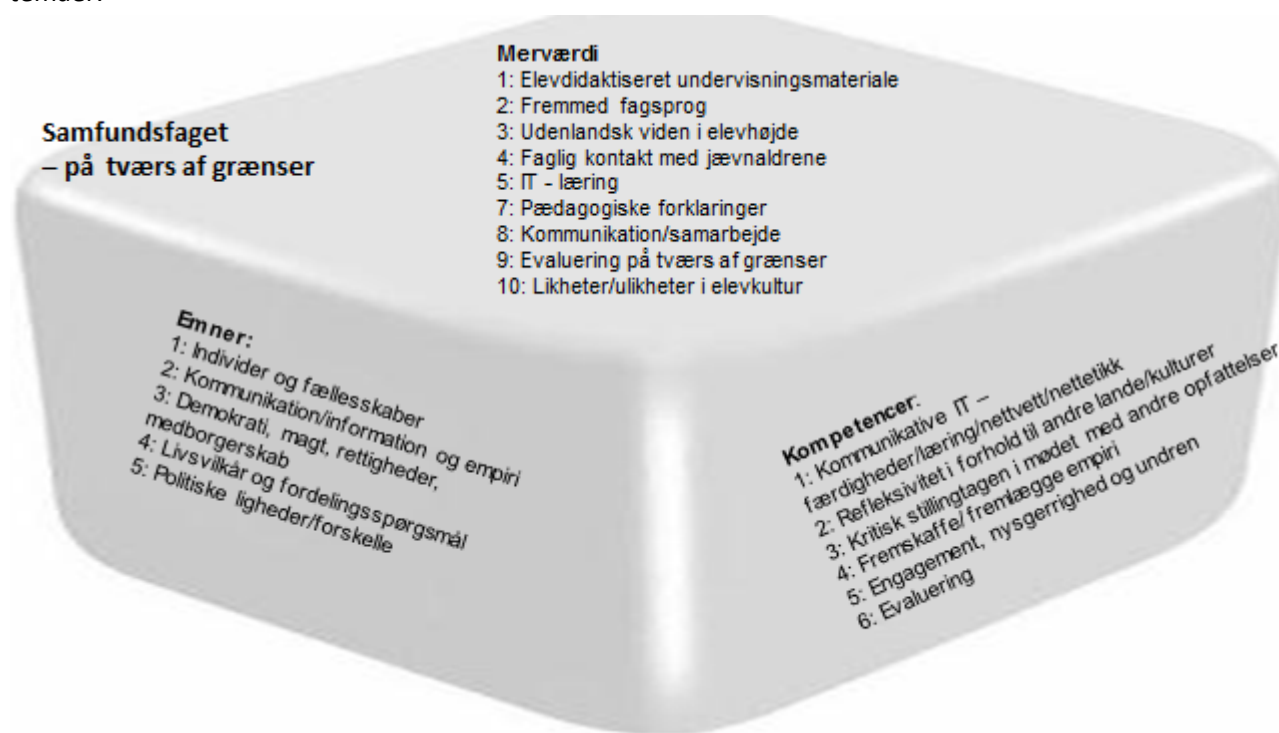 Samfundsfaget
– på tværs af grænser
Merværdi
1: Elevdidaktiseret undervisningsmateriale
2: Fremmed fagsprog
3: Udenlandsk viden i elevhøjde
4: Faglig kontakt med jævnaldrene
5: IT - læring
7: Pædagogiske forklaringer
8: Kommunikation/samarbejde
9: Evaluering på tværs af grænser
10: Likheter/ulikheter i elevkultur
Emner:
1: Individer og fællesskaber
2: Kommunikation/information og empiri
3: Demokrati, magt, rettigheder,
medborgerskab
4: Livsvilkår og fordelingsspørgsmål
5: Politiske ligheder/forskelle
Kompetencer:
1: Kommunikative IT –
færdigheder/læring/nettvett/nettetikk
2: Refleksivitet i forhold til andre lande/kulturer
3: Kritisk stillingtagen i mødet med andre opfattelser
4: Fremskaffe/ fremlægge empiri
5: Engagement, nysgerrighed og undren
6: Evaluering